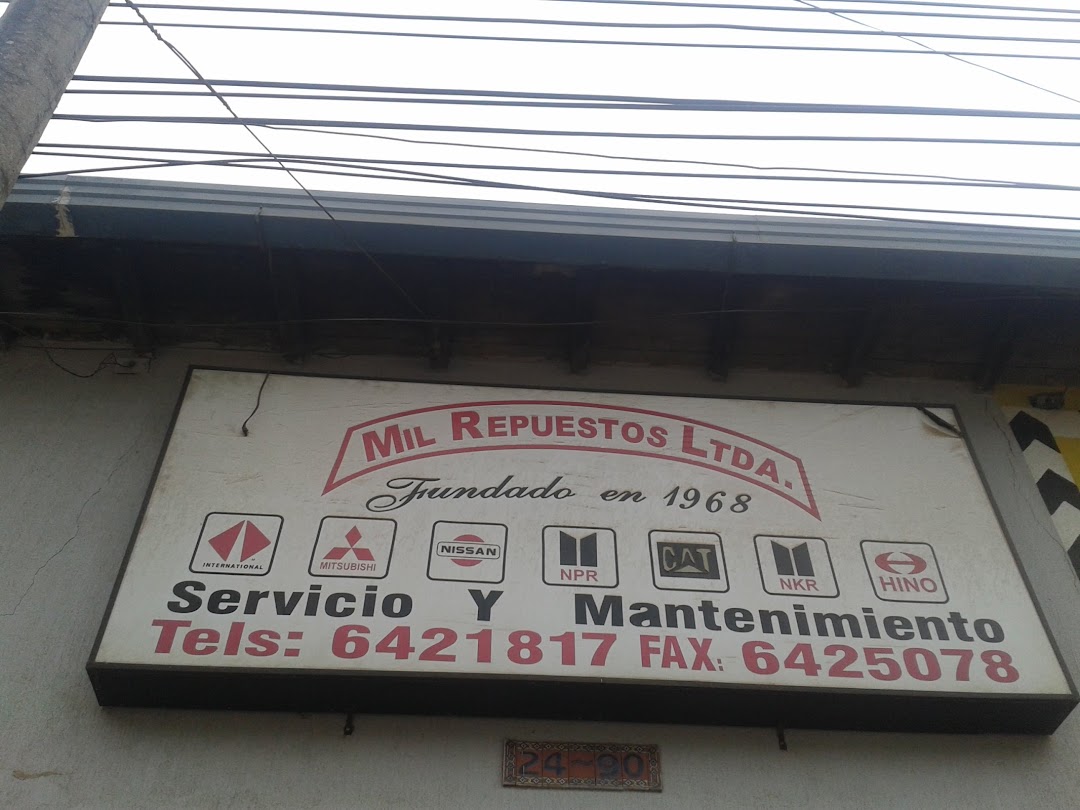 MIL REPUESTOS LTDA.
Fundado en 1968
INTERNATIONAL
MITSUBISHI
NISSAN
NPR
CAT
NKR
HINO
Servicio Y Mantenimiento
Tels: 6421817 FAX: 6425078
24~90